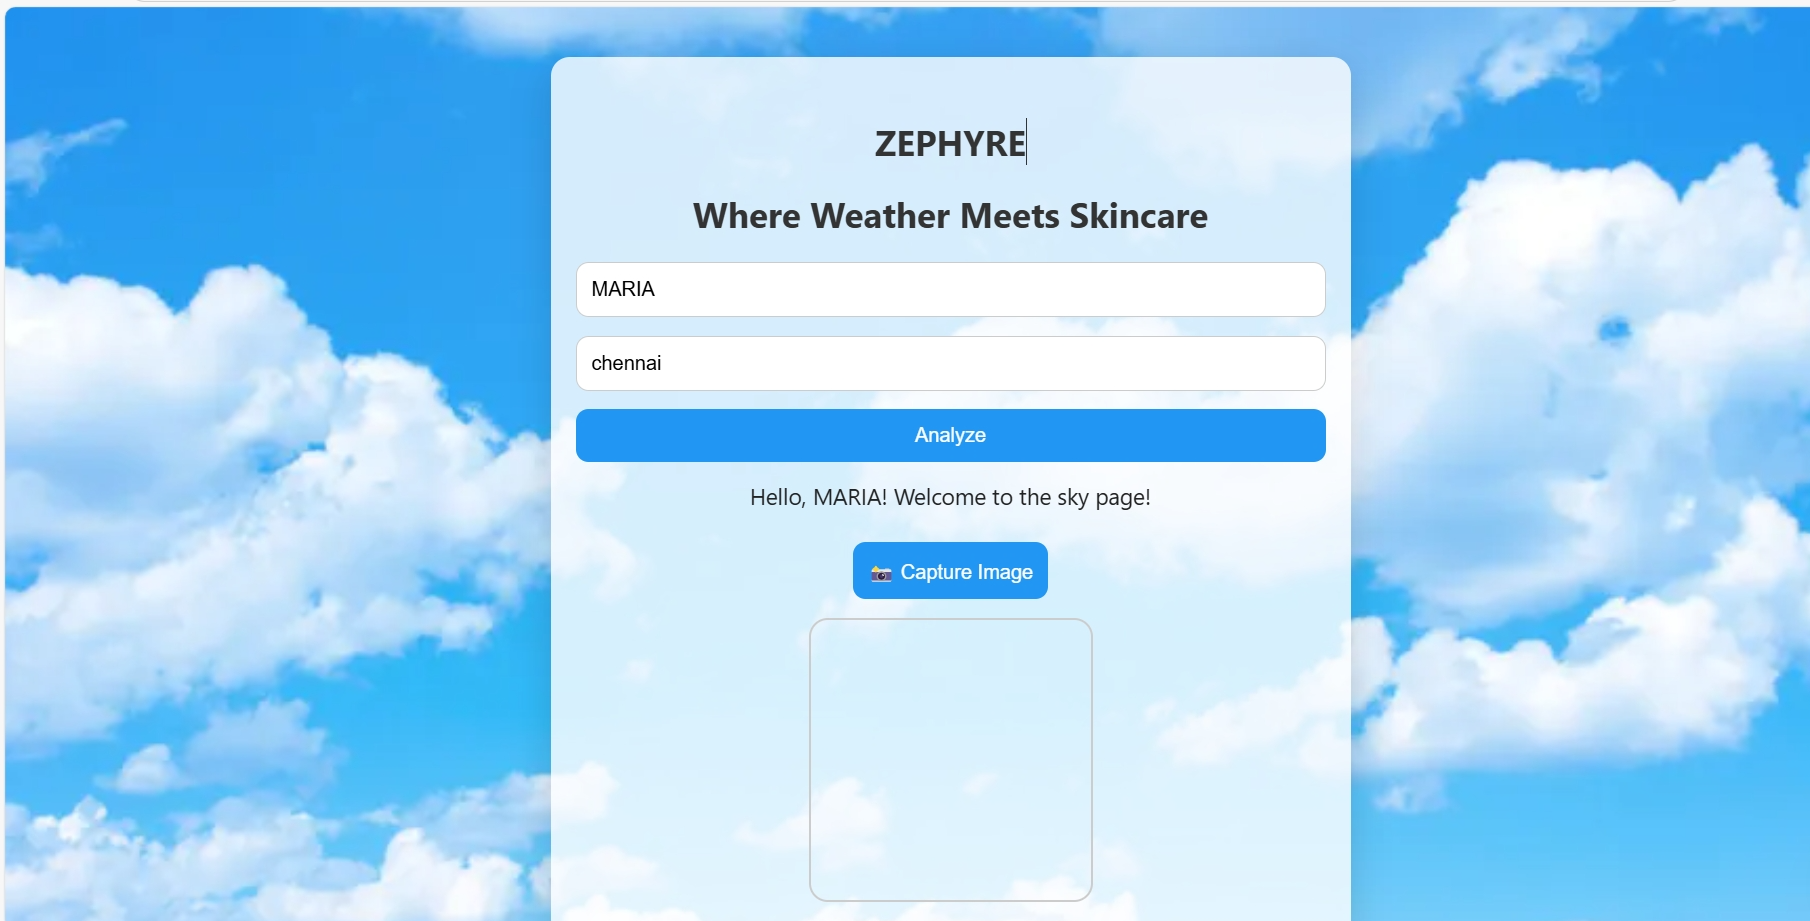 ZEPHYRE
Where Weather Meets Skincare
MARIA
chennai
Analyze
Hello, MARIA! Welcome to the sky page!
📸 Capture Image